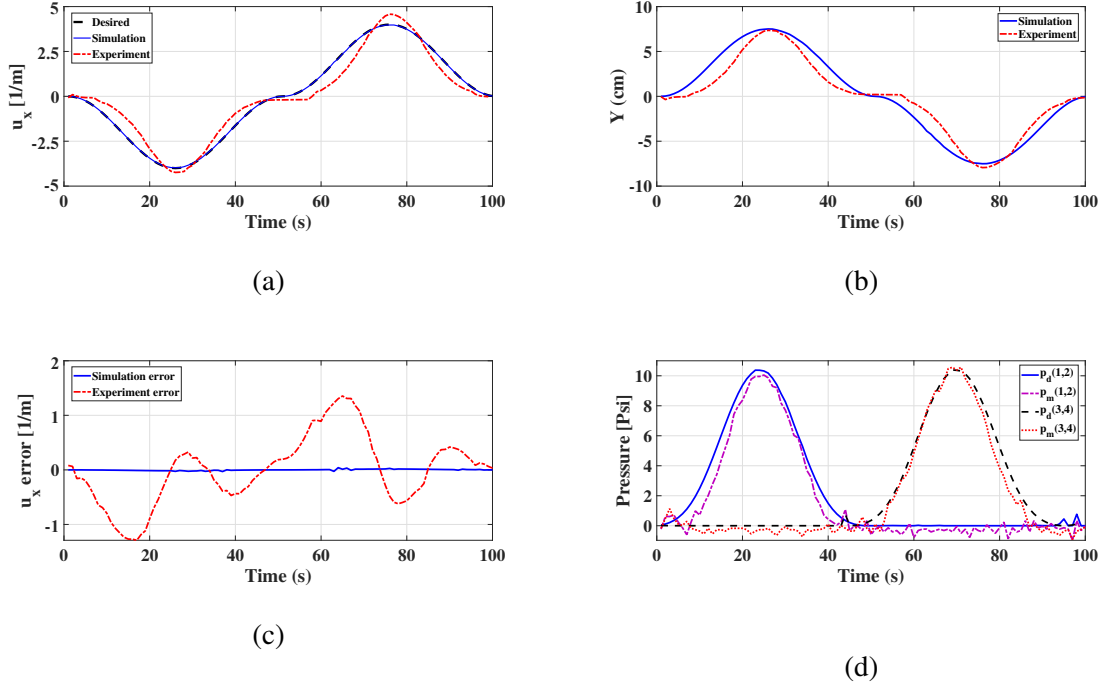 Desired
Simulation
Experiment
5
2.5
0
-2.5
-5
u_x [1/m]
0 20 40 60 80 100
Time (s)
(a)
Simulation
Experiment
10
5
0
-5
-10
Y (cm)
0 20 40 60 80 100
Time (s)
(b)
Simulation error
Experiment error
2
1
0
-1
u_x error [1/m]
0 20 40 60 80 100
Time (s)
(c)
p_d(1,2)
p_m(1,2)
p_d(3,4)
p_m(3,4)
10
8
6
4
2
0
Pressure [Psi]
0 20 40 60 80 100
Time (s)
(d)